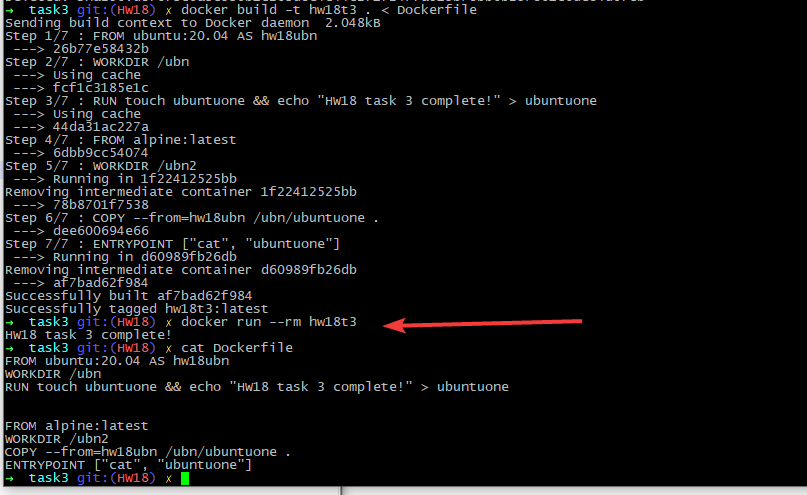 → task3 git:(HW18) ✗ docker build -t hw18t3 . < Dockerfile
Sending build context to Docker daemon 2.048kB
Step 1/7 : FROM ubuntu:20.04 AS hw18ubn
---> 26b77e58432b
Step 2/7 : WORKDIR /ubn
---> Using cache
---> fcf1c3185e1c
Step 3/7 : RUN touch ubuntuone && echo "HW18 task 3 complete!" > ubuntuone
---> Using cache
---> 44da31ac227a
Step 4/7 : FROM alpine:latest
---> 6dbb9cc54074
Step 5/7 : WORKDIR /ubn2
---> Running in 1f22412525bb
Removing intermediate container 1f22412525bb
---> 78b8701f7538
Step 6/7 : COPY --from=hw18ubn /ubn/ubuntuone .
---> dee600694e66
Step 7/7 : ENTRYPOINT ["cat", "ubuntuone"]
---> Running in d60989fb26db
Removing intermediate container d60989fb26db
---> af7bad62f984
Successfully built af7bad62f984
Successfully tagged hw18t3:latest
→ task3 git:(HW18) ✗ docker run --rm hw18t3
HW18 task 3 complete!
→ task3 git:(HW18) ✗ cat Dockerfile
FROM ubuntu:20.04 AS hw18ubn
WORKDIR /ubn
RUN touch ubuntuone && echo "HW18 task 3 complete!" > ubuntuone
FROM alpine:latest
WORKDIR /ubn2
COPY --from=hw18ubn /ubn/ubuntuone .
ENTRYPOINT ["cat", "ubuntuone"]
→ task3 git:(HW18) ✗